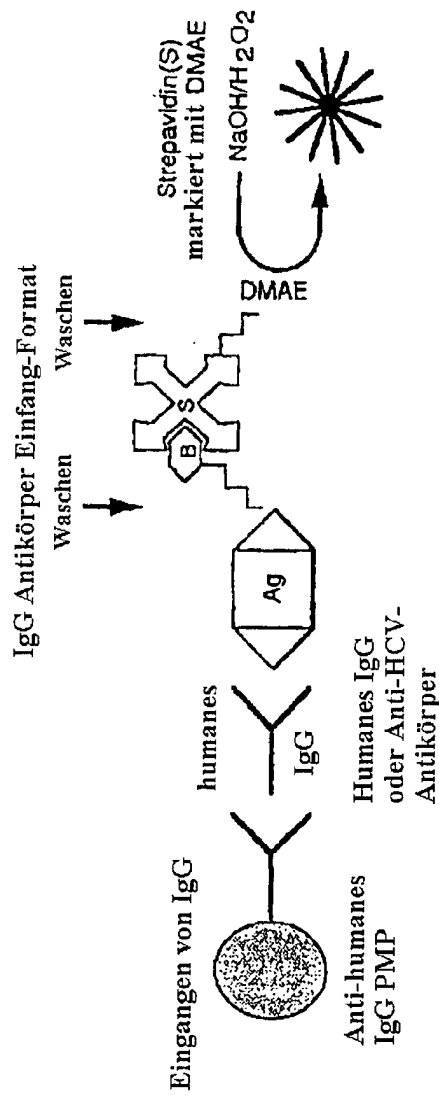 IgG Antikörper Einfang-Format
Waschen
Waschen
Eingangen von IgG
humanes
IgG
Ag
B
S
DMAE
Strepavidin(S)
markiert mit DMAE
NaOH/H2O2
Anti-humanes
IgG PMP
Humanes IgG
oder Anti-HCV-
Antikörper